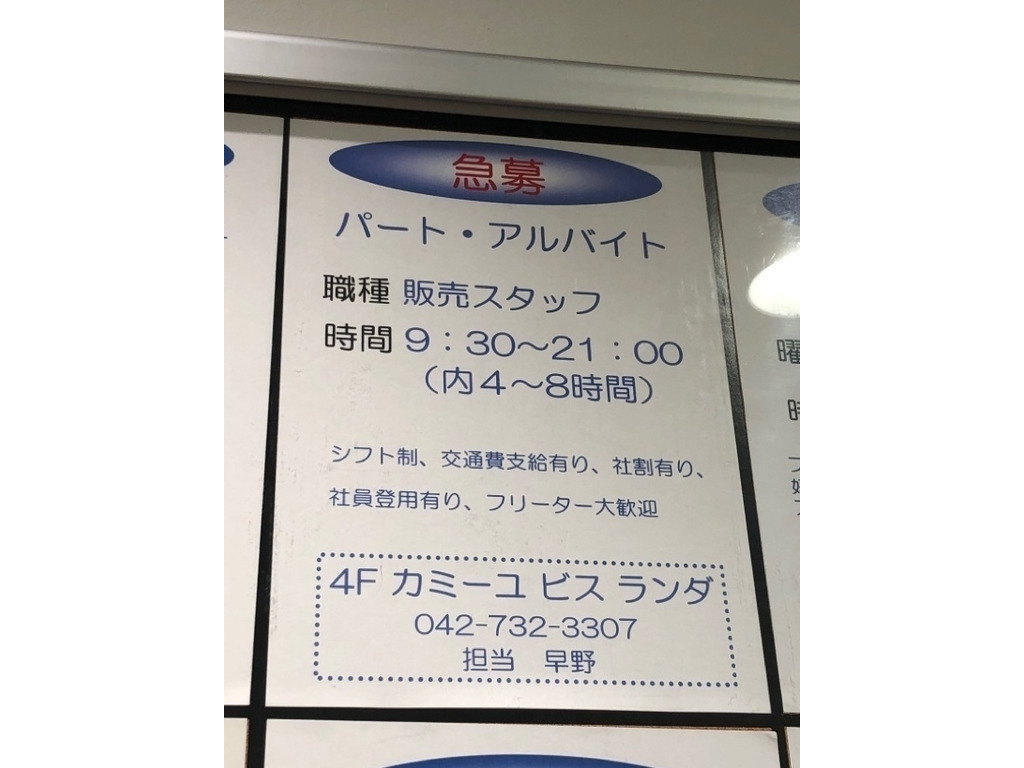 急募
パート・アルバイト
職種 販売スタッフ
時間 9：30～21：00
（内4～8時間）
シフト制、交通費支給有り、社割有り、
社員登用有り、フリーター大歓迎
4F カミーユ ビス ランダ
042-732-3307
担当　早野
曜
時